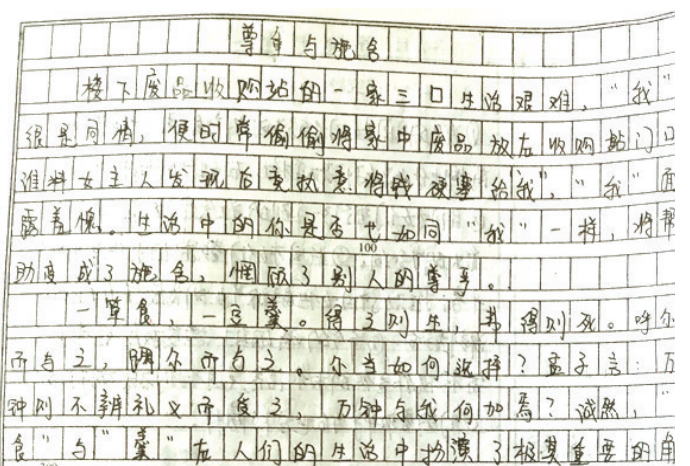 尊重与施舍
楼下废品收购站的一家三口生活艰难，“我”
很是同情，便时常偷偷将家中废品放在收购站门口
谁料女主人发现后竟执意将钱硬塞给“我”，“我”面
露羞愧。生活中的你是否也如同“我”一样，将帮
100
助变成了施舍，惘顾了别人的尊严。
一箪食，一豆羹。得之则生，弗得则死。呼尔
而与之，蹴尔而与之。尔当如何选择？孟子言：万
钟则不辨礼义而受之，万钟与我何加焉？诚然，“
食”与“羹”在人们的生活中扮演了极其重要的角
200